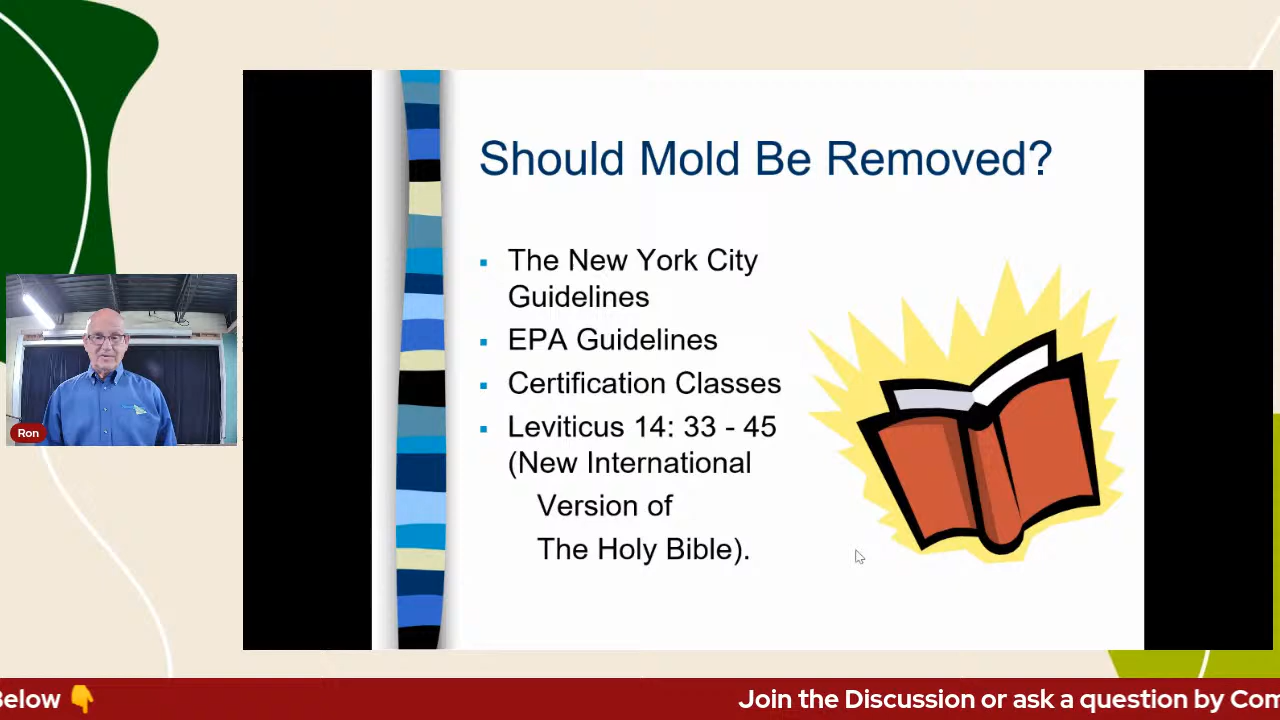 Should Mold Be Removed?
The New York City
Guidelines
EPA Guidelines
Certification Classes
Leviticus 14: 33 - 45
(New International
Version of
The Holy Bible).
Ron
Below 👇
Join the Discussion or ask a question by Com